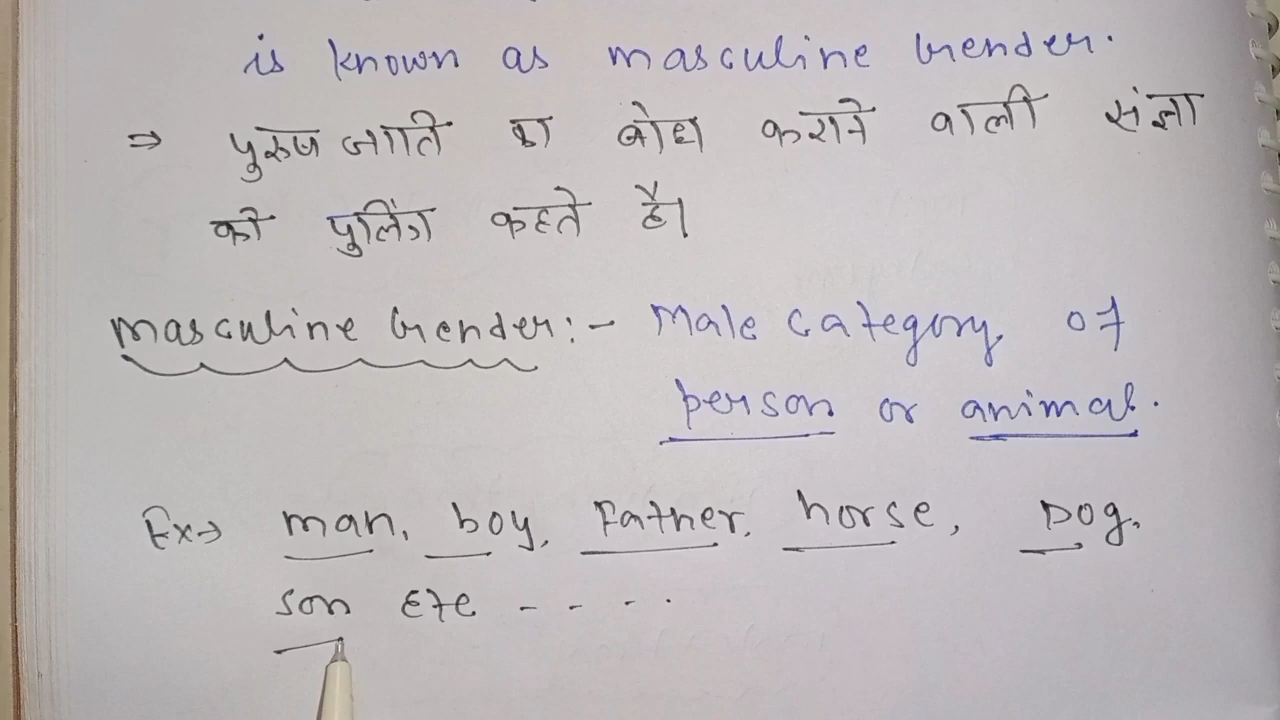 is known as masculine Gender.
⇒ पुरुष जाति का बोध कराने वाली संज्ञा
को पुलिंग कहते है।
masculine Gender:- Male category of
person or animal.
Ex→ man, boy, Father, horse, Dog,
son Etc - - - .